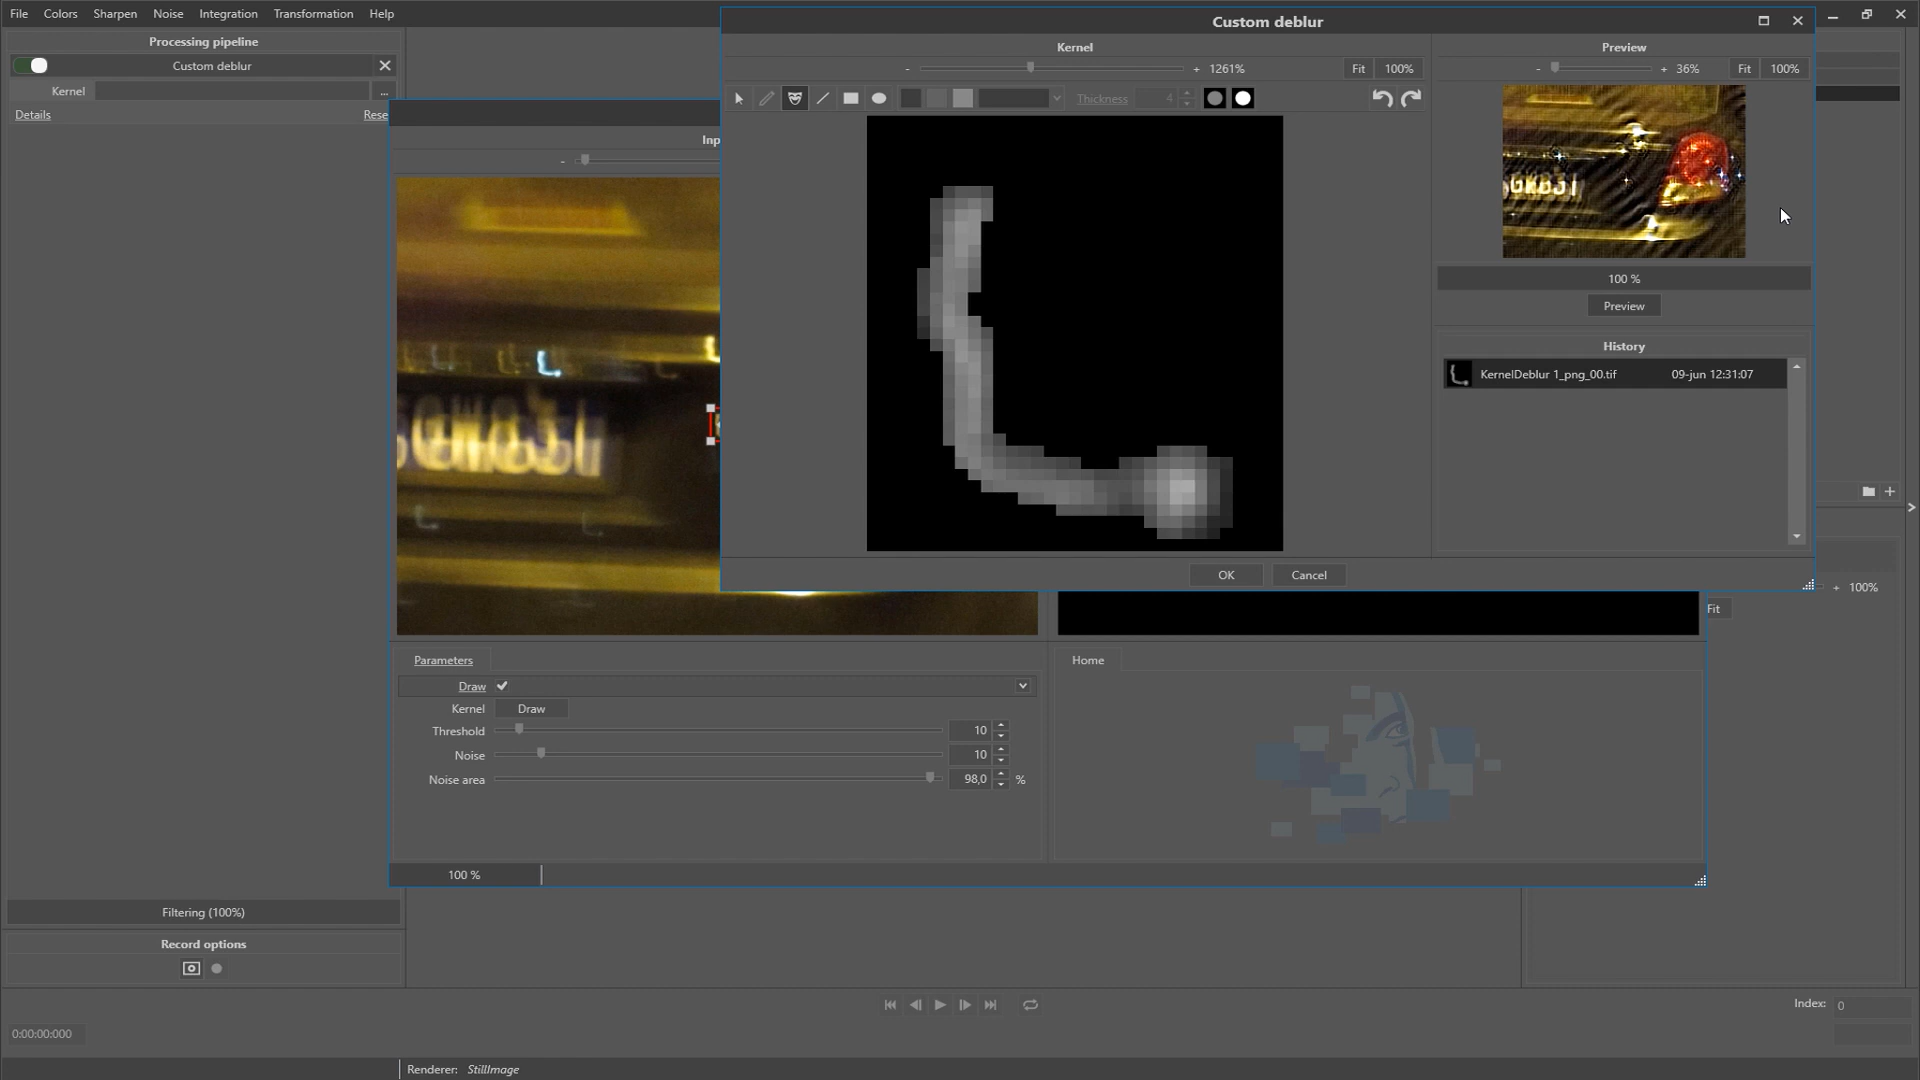 File Colors Sharpen Noise Integration Transformation Help
Custom deblur
Processing pipeline
Custom deblur
Kernel ...
Details Rese
Inp
-
Kernel
- + 1261% Fit 100%
Thickness 4
Preview
- + 36% Fit 100%
100 %
Preview
History
KernelDeblur 1_png_00.tif 09-jun 12:31:07
OK Cancel
+ 100%
Fit
Parameters
Draw
Kernel Draw
Threshold 10
Noise 10
Noise area 98,0 %
Home
100 %
Filtering (100%)
Record options
Index: 0
0:00:00:000
Renderer: StillImage